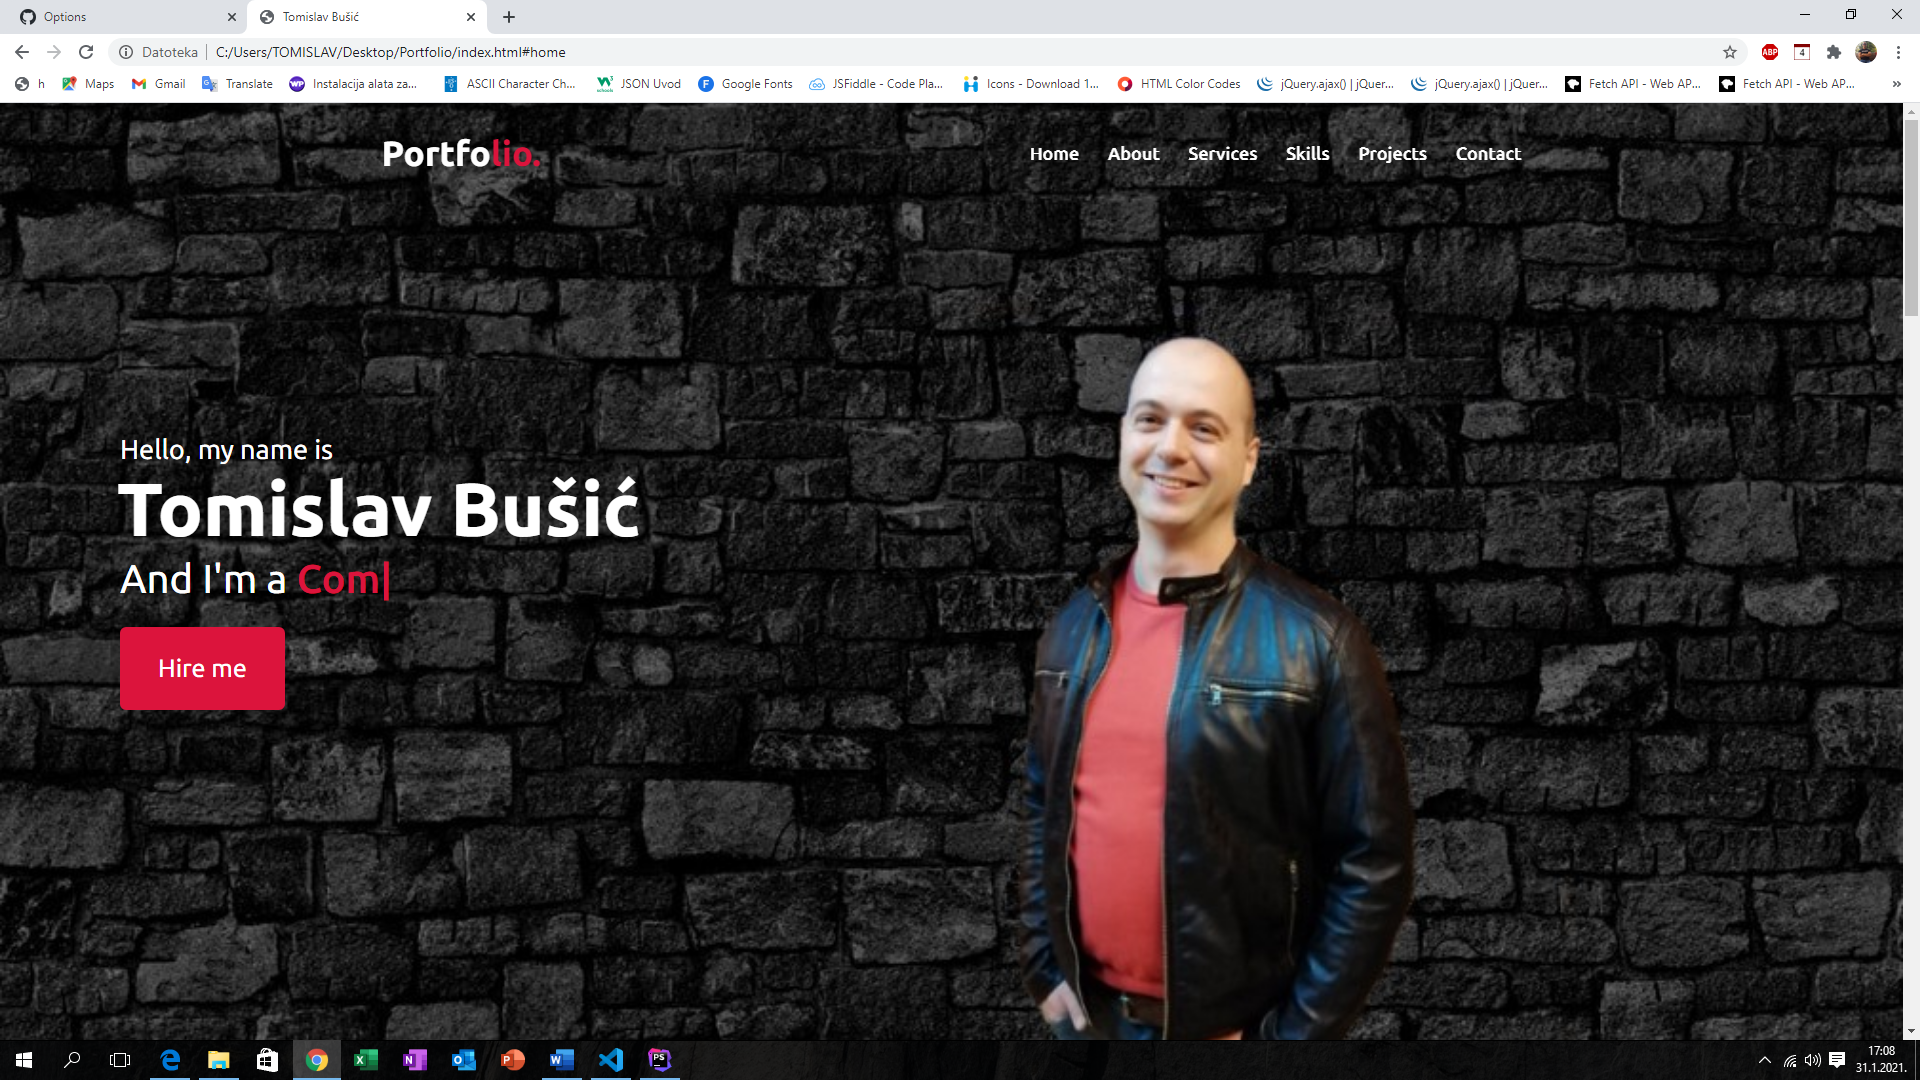 Options
Tomislav Bušić
Datoteka | C:/Users/TOMISLAV/Desktop/Portfolio/index.html#home
ABP
4
h Maps Gmail Translate Instalacija alata za... ASCII Character Ch... JSON Uvod Google Fonts JSFiddle - Code Pla... Icons - Download 1... HTML Color Codes jQuery.ajax() | jQuer... jQuery.ajax() | jQuer... Fetch API - Web AP... Fetch API - Web AP... »
Portfolio.
Home About Services Skills Projects Contact
Hello, my name is
Tomislav Bušić
And I'm a Com|
Hire me
17:08
31.1.2021.